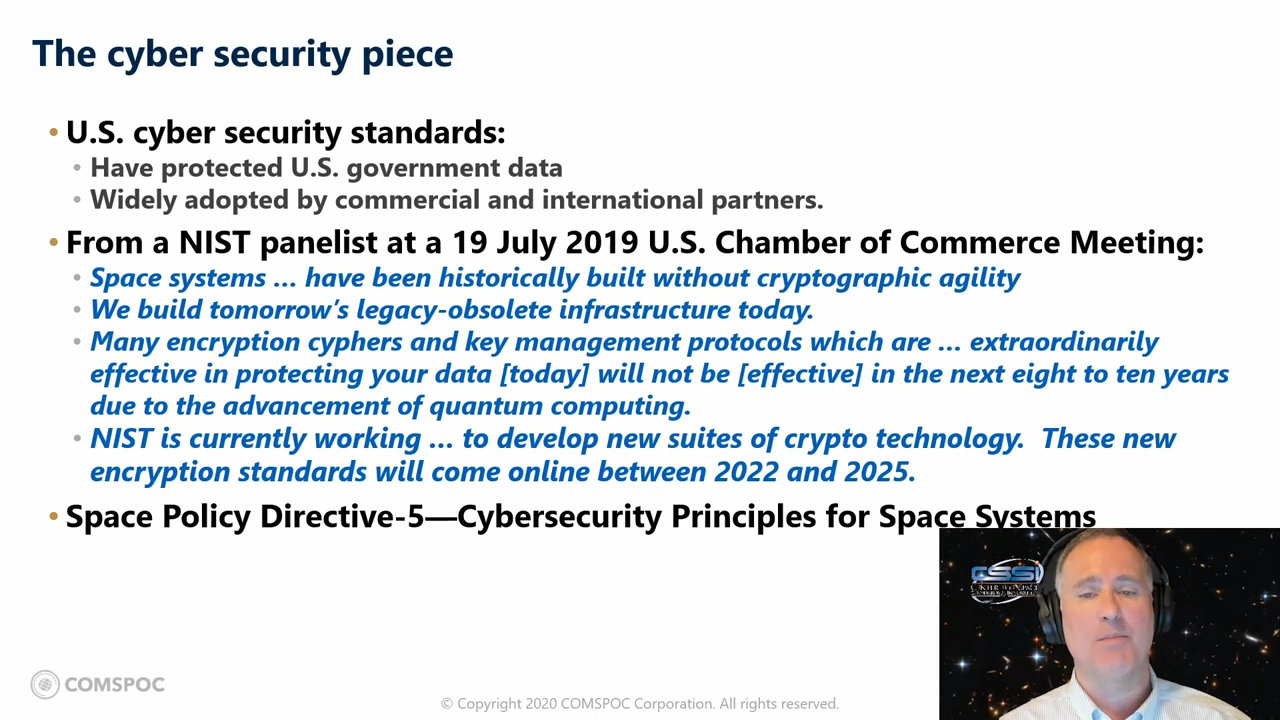 The cyber security piece
• U.S. cyber security standards:
• Have protected U.S. government data
• Widely adopted by commercial and international partners.
• From a NIST panelist at a 19 July 2019 U.S. Chamber of Commerce Meeting:
• Space systems … have been historically built without cryptographic agility
• We build tomorrow’s legacy-obsolete infrastructure today.
• Many encryption cyphers and key management protocols which are … extraordinarily
effective in protecting your data [today] will not be [effective] in the next eight to ten years
due to the advancement of quantum computing.
• NIST is currently working … to develop new suites of crypto technology.  These new
encryption standards will come online between 2022 and 2025.
• Space Policy Directive-5—Cybersecurity Principles for Space Systems
CSSI
CENTER FOR SPACE
COMSPOC
© Copyright 2020 COMSPOC Corporation. All rights reserved.